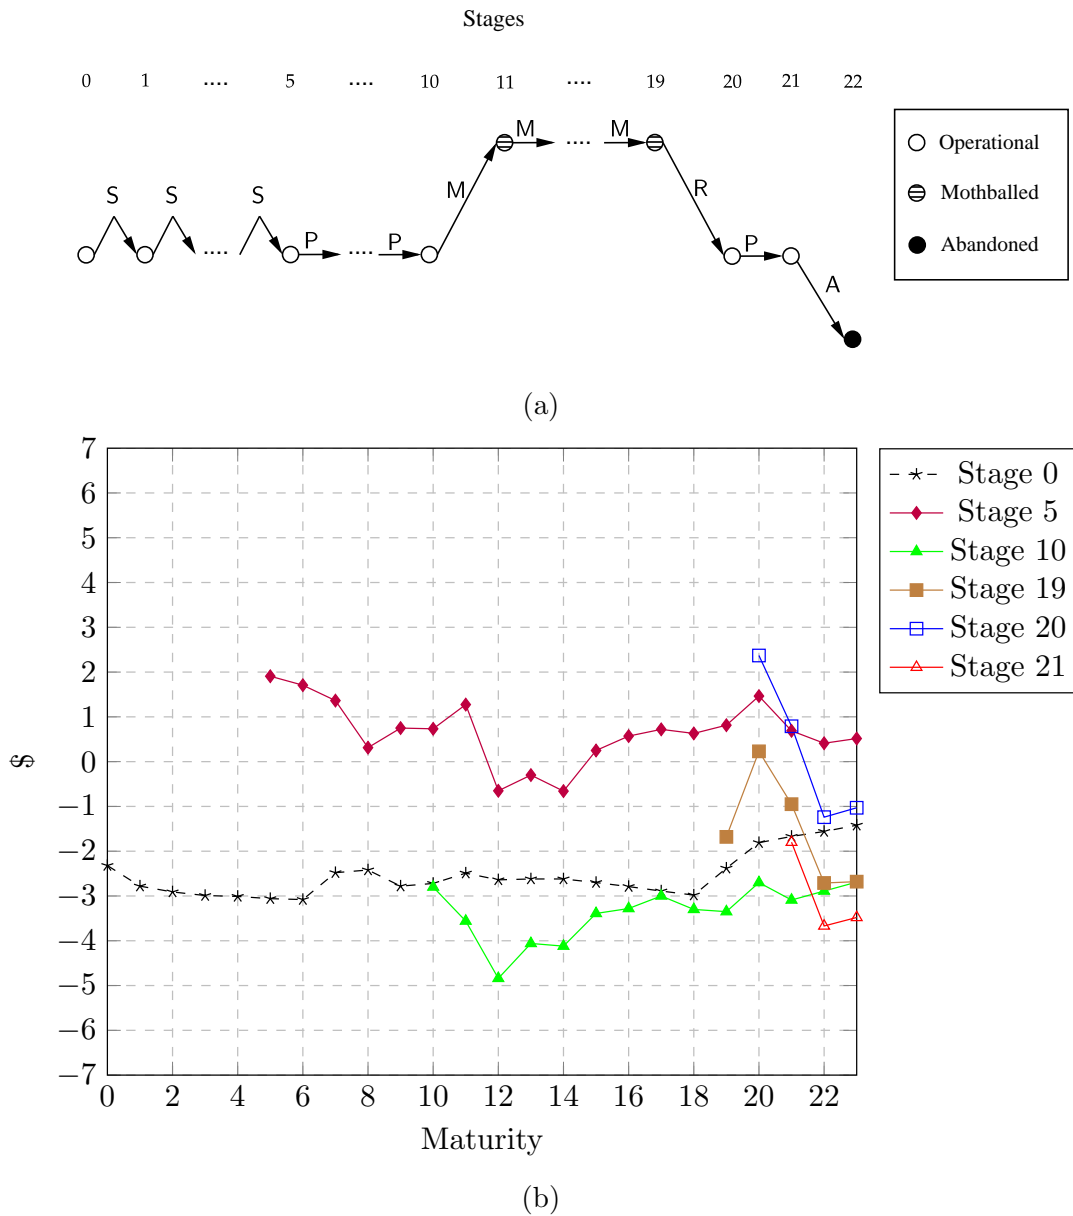 Stages
0 1 .... 5 .... 10 11 .... 19 20 21 22
M .... M
S S S
M R
.... P .... P P
A
Operational
Mothballed
Abandoned
(a)
7
6
5
4
3
2
1
0
−1
−2
−3
−4
−5
−6
−7
$
0 2 4 6 8 10 12 14 16 18 20 22
Maturity
Stage 0
Stage 5
Stage 10
Stage 19
Stage 20
Stage 21
(b)